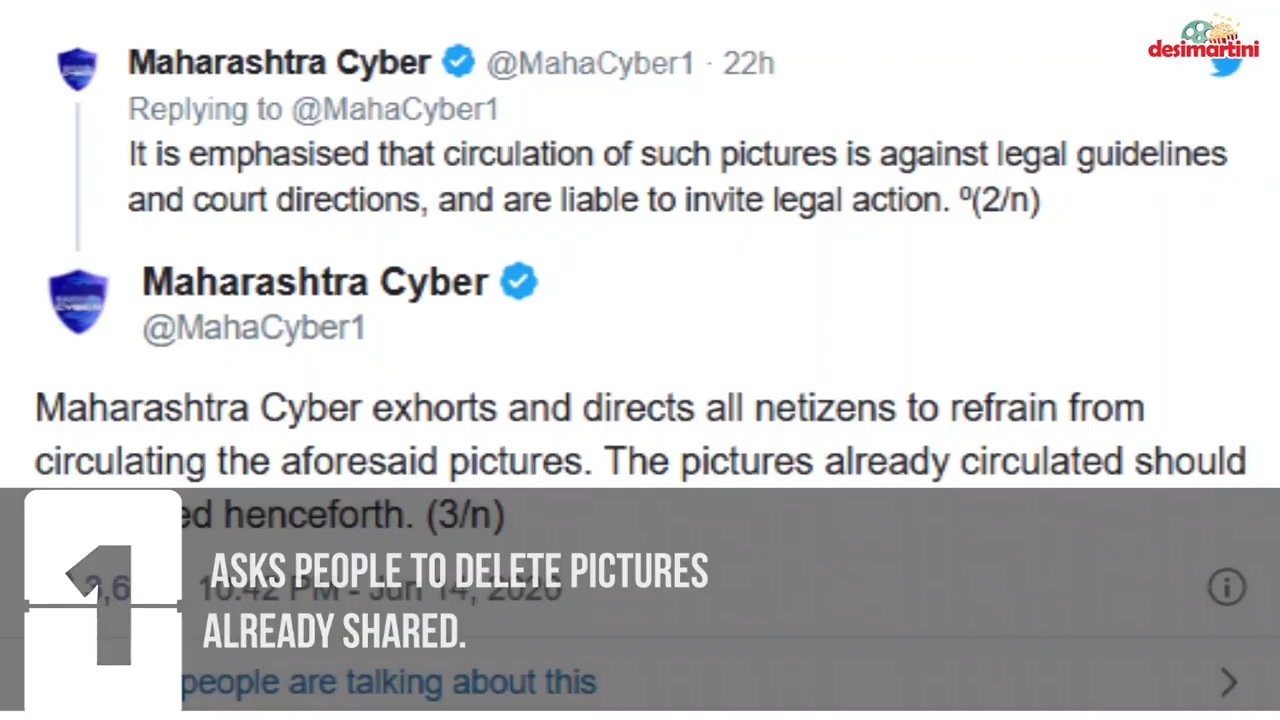 desimartini
Maharashtra Cyber @MahaCyber1 · 22h
Replying to @MahaCyber1
It is emphasised that circulation of such pictures is against legal guidelines
and court directions, and are liable to invite legal action. º(2/n)
Maharashtra Cyber
@MahaCyber1
Maharashtra Cyber exhorts and directs all netizens to refrain from
circulating the aforesaid pictures. The pictures already circulated should
ed henceforth. (3/n)
1
ASKS PEOPLE TO DELETE PICTURES
3,6 10:42 PM - Jun 14, 2020
ALREADY SHARED.
people are talking about this